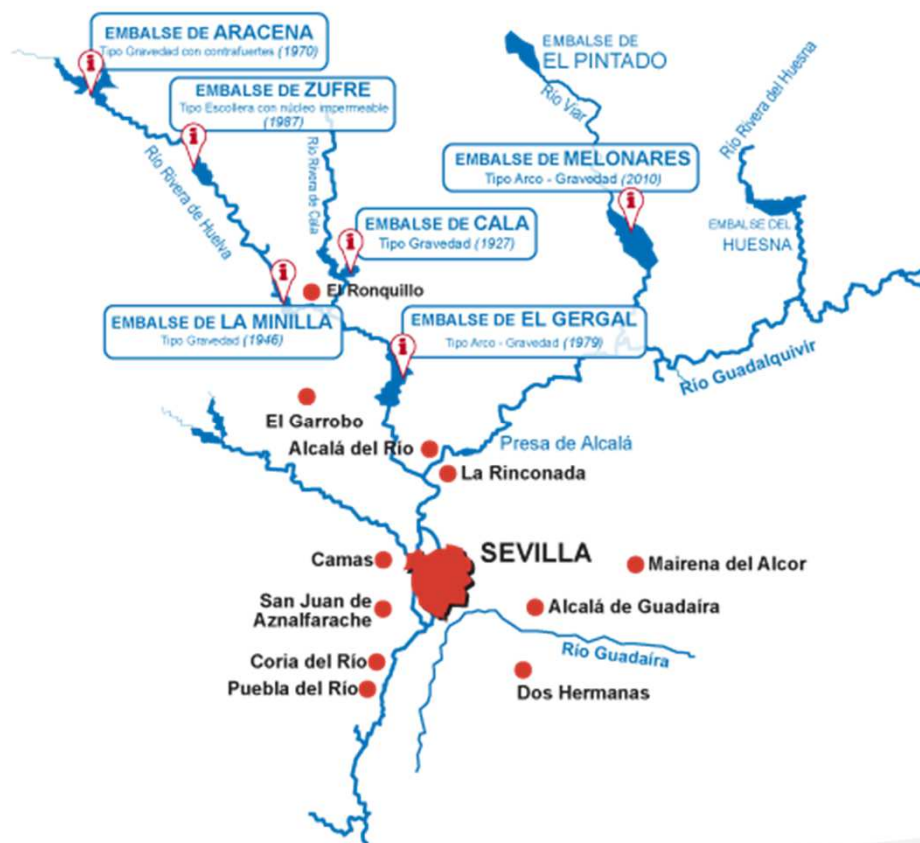 EMBALSE DE ARACENA
Tipo Gravedad con contrafuertes (1970)
EMBALSE DE
EL PINTADO
EMBALSE DE ZUFRE
Tipo Escollera con núcleo impermeable
(1987)
Río Viar
Río Rivera del Huesna
Río Rivera de Huelva
Río Rivera de Cala
EMBALSE DE MELONARES
Tipo Arco - Gravedad (2010)
EMBALSE DE CALA
Tipo Gravedad (1927)
EMBALSE DEL
HUESNA
El Ronquillo
EMBALSE DE LA MINILLA
Tipo Gravedad (1946)
EMBALSE DE EL GERGAL
Tipo Arco - Gravedad (1979)
Río Guadalquivir
El Garrobo
Alcalá del Río
Presa de Alcalá
La Rinconada
SEVILLA
Camas
Mairena del Alcor
San Juan de
Aznalfarache
Alcalá de Guadaíra
Río Guadaíra
Coria del Río
Puebla del Río
Dos Hermanas